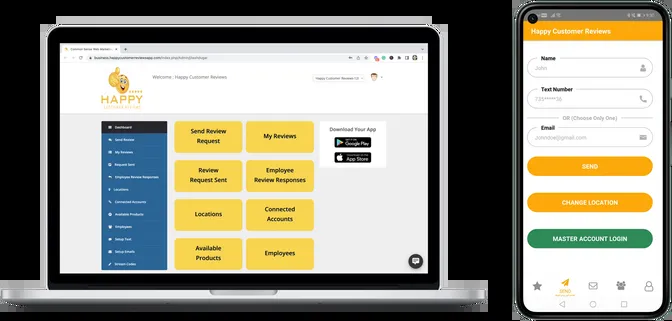 Welcome , Happy Customer Reviews
HAPPY
Dashboard
Send Review
My Reviews
Request Sent
Employee Review Responses
Locations
Connected Accounts
Available Products
Employees
Setup Text
Setup Emails
Send Review
Request
My Reviews
Review
Request Sent
Employee
Review Responses
Locations
Connected
Accounts
Available
Products
Employees
Download Your App
Google Play
App Store
Happy Customer Reviews
Name
John
Text Number
Or (Choose Only One)
Email
Johndoe@gmail.com
SEND
CHANGE LOCATION
MASTER ACCOUNT LOGIN
SEND